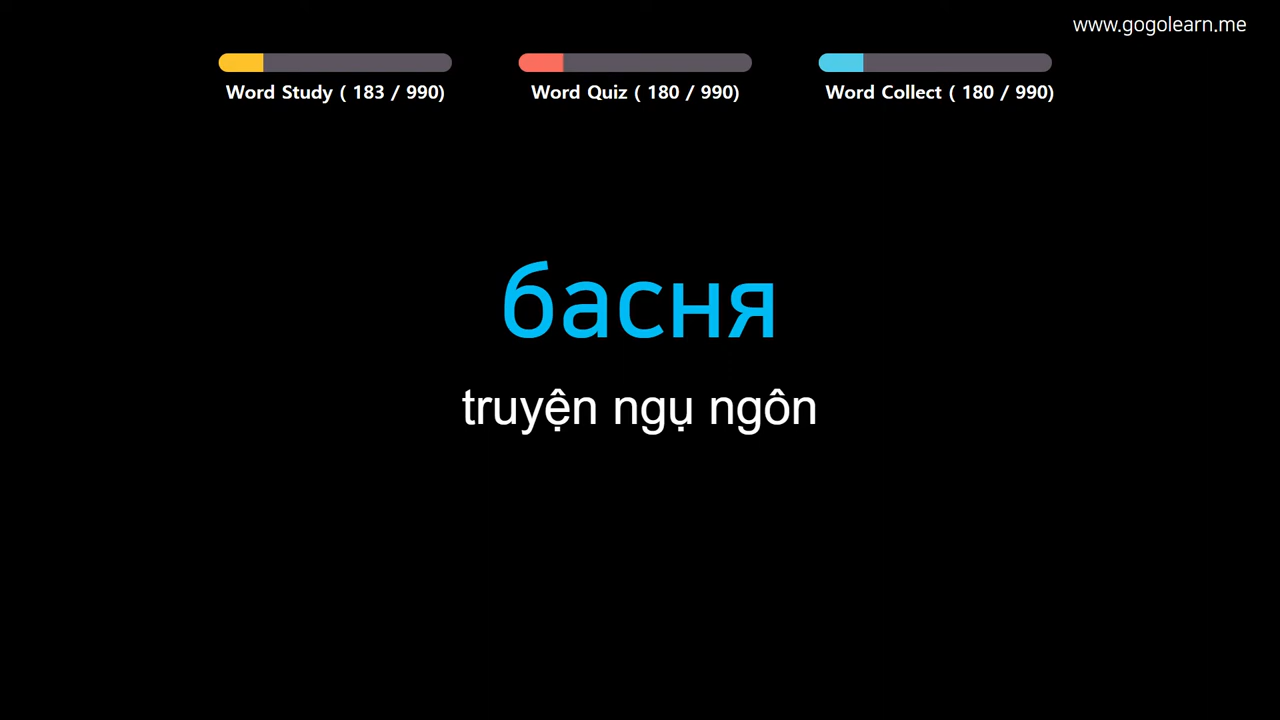 www.gogolearn.me
Word Study ( 183 / 990)
Word Quiz ( 180 / 990)
Word Collect ( 180 / 990)
басня
truyện ngụ ngôn